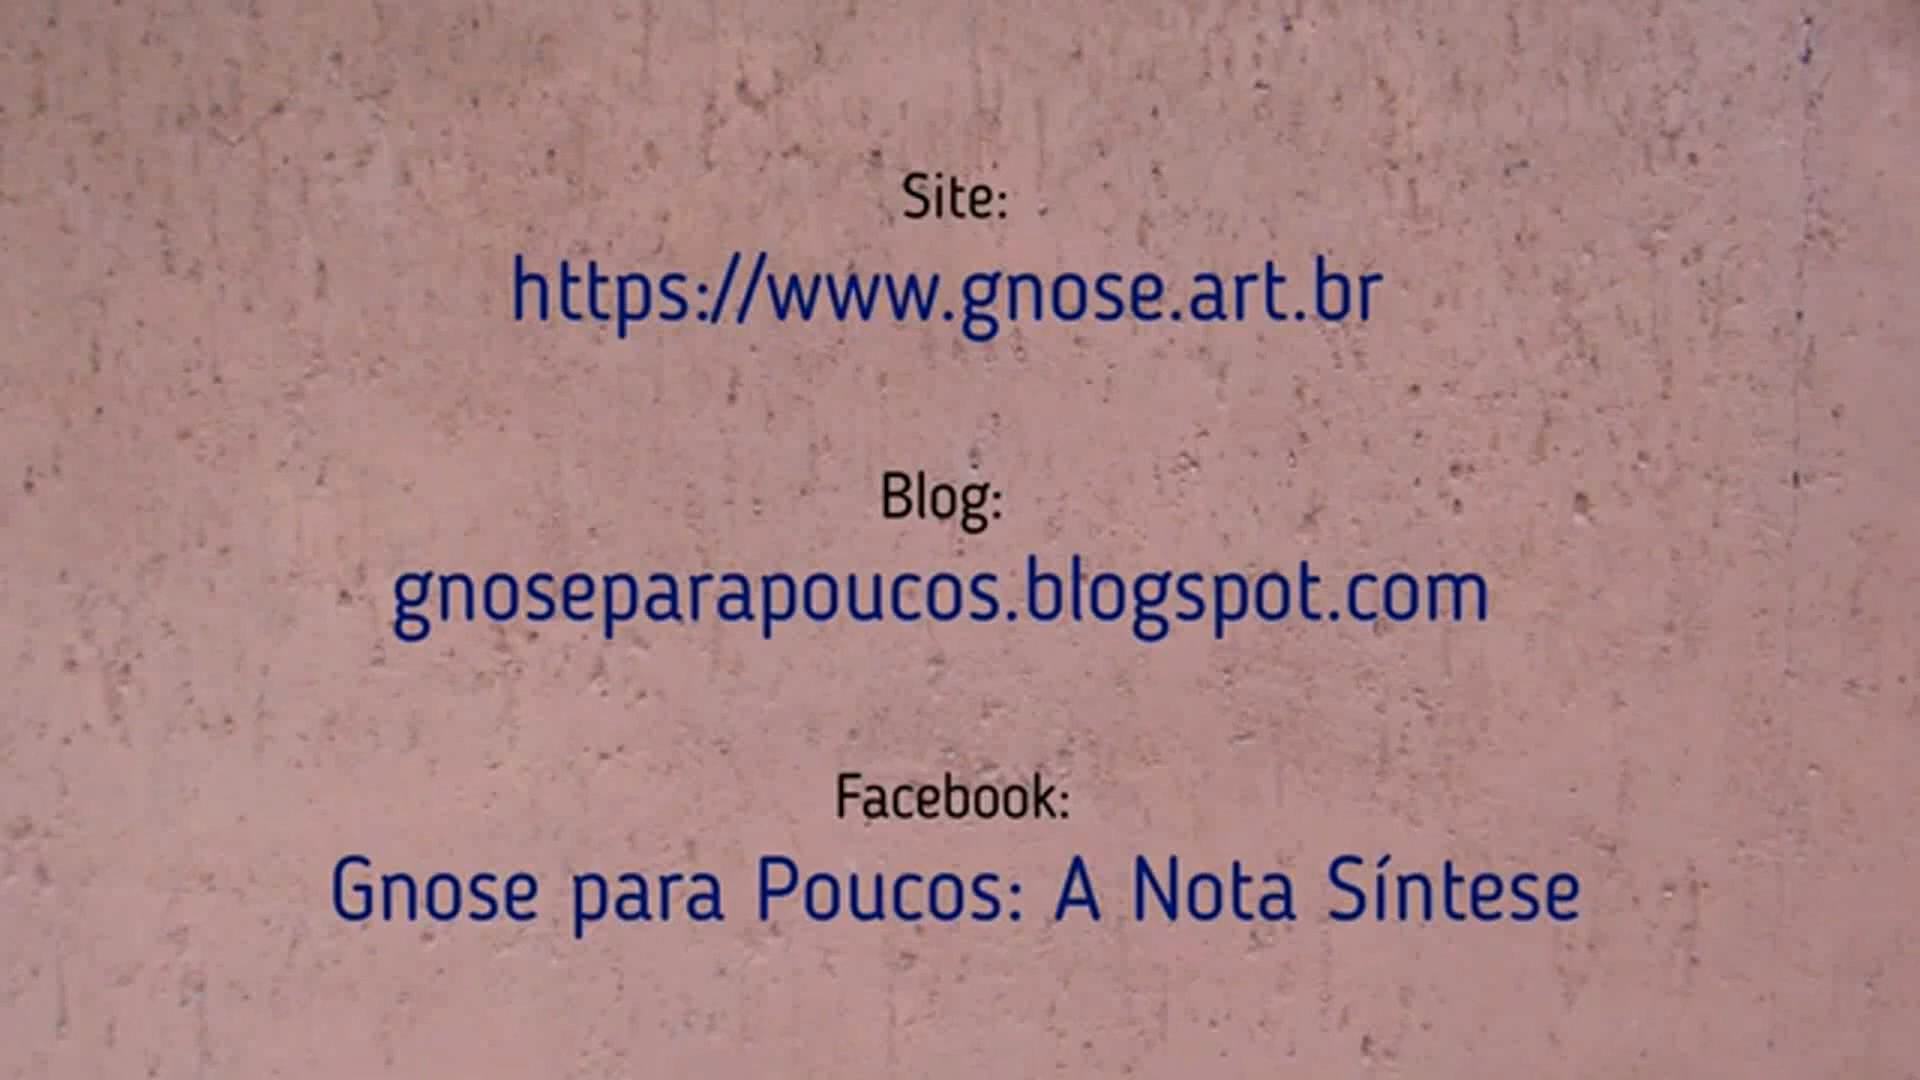 Site:
https://www.gnose.art.br
Blog:
gnoseparapoucos.blogspot.com
Facebook:
Gnose para Poucos: A Nota Síntese